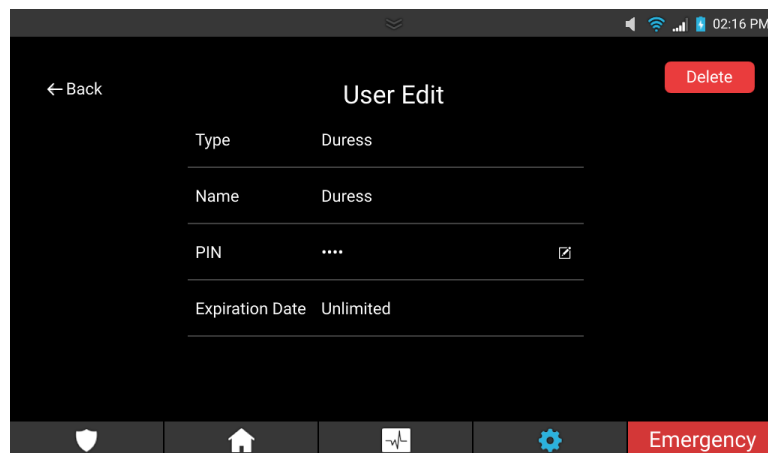 02:16 PM
Back
User Edit
Delete
Type Duress
Name Duress
PIN ••••
Expiration Date Unlimited
Emergency